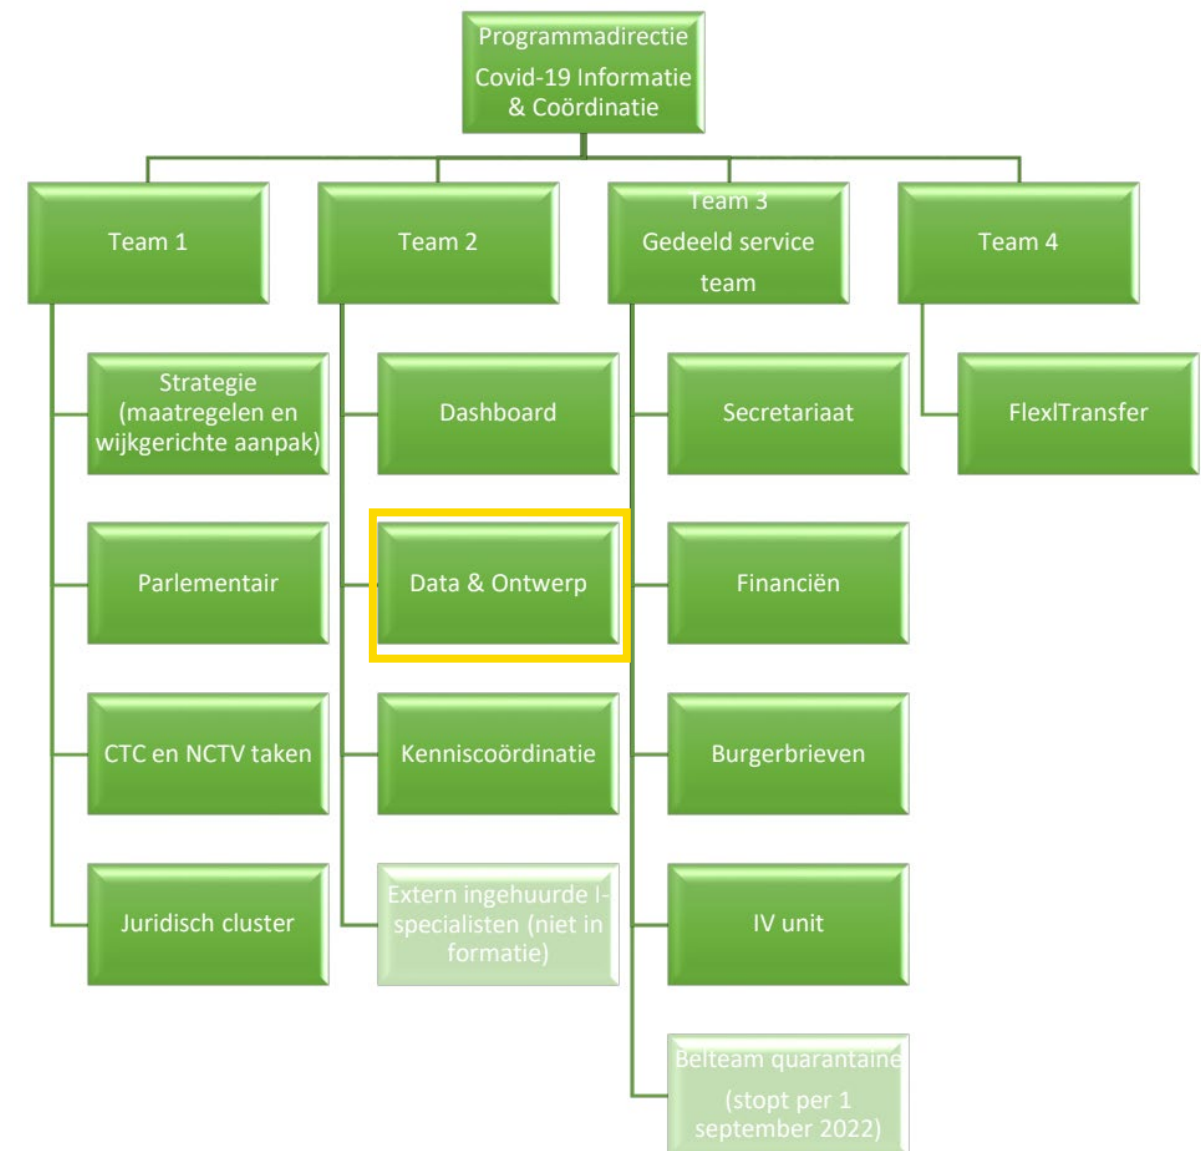 Programmadirectie
Covid-19 Informatie
& Coördinatie
Team 1
Team 2
Team 3
Gedeeld service
team
Team 4
Strategie
(maatregelen en
wijkgerichte aanpak)
Dashboard
Secretariaat
FlexlTransfer
Parlementair
Data & Ontwerp
Financiën
CTC en NCTV taken
Kenniscoördinatie
Burgerbrieven
Juridisch cluster
Extern ingehuurde I-
specialisten (niet in
formatie)
IV unit
Belteam quarantaine
(stopt per 1
september 2022)